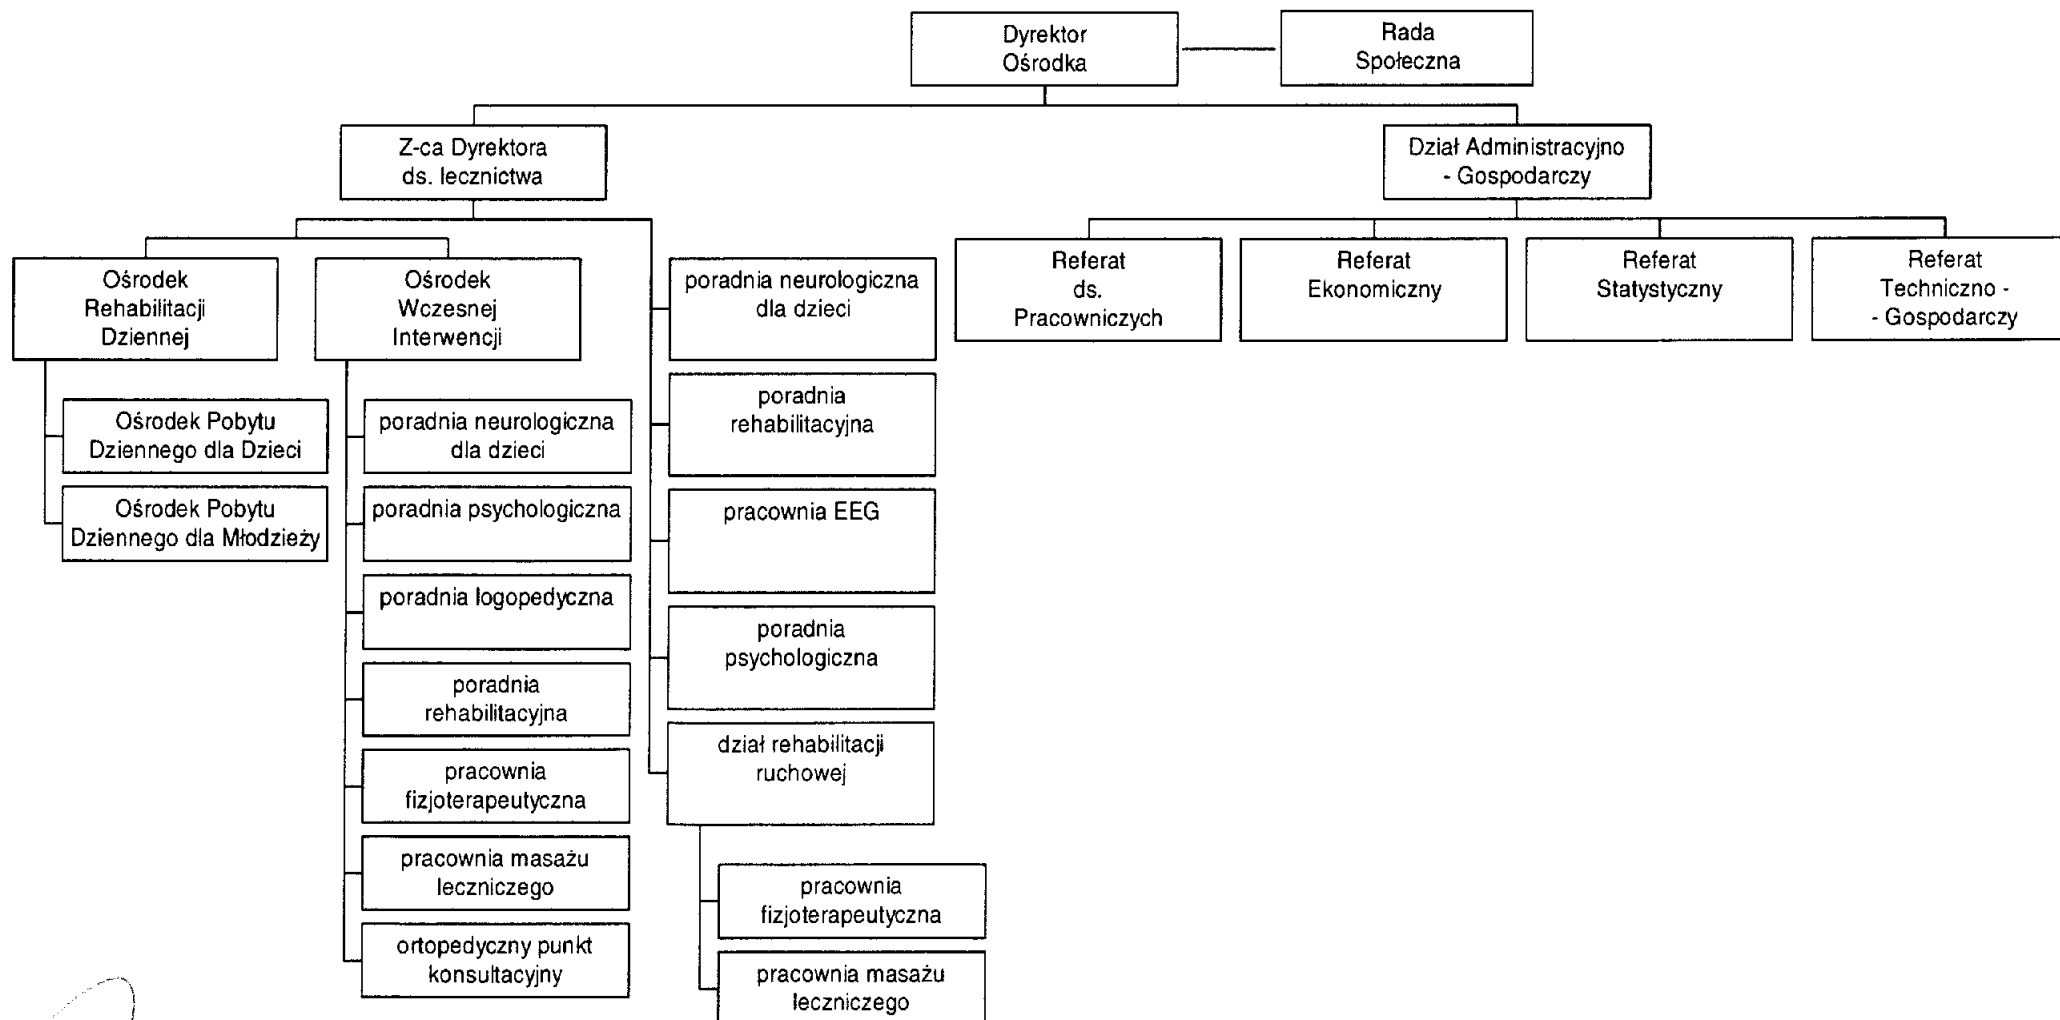 Dyrektor
Ośrodka
Rada
Społeczna
Z-ca Dyrektora
ds. lecznictwa
Dział Administracyjno
- Gospodarczy
Ośrodek
Rehabilitacji
Dziennej
Ośrodek Pobytu
Dziennego dla Dzieci
Ośrodek Pobytu
Dziennego dla Młodzieży
Ośrodek
Wczesnej
Interwencji
poradnia neurologiczna
dla dzieci
poradnia psychologiczna
poradnia logopedyczna
poradnia
rehabilitacyjna
pracownia
fizjoterapeutyczna
pracownia masażu
leczniczego
ortopedyczny punkt
konsultacyjny
poradnia neurologiczna
dla dzieci
poradnia
rehabilitacyjna
pracownia EEG
poradnia
psychologiczna
dział rehabilitacji
ruchowej
pracownia
fizjoterapeutyczna
pracownia masażu
leczniczego
Referat
ds.
Pracowniczych
Referat
Ekonomiczny
Referat
Statystyczny
Referat
Techniczno -
- Gospodarczy